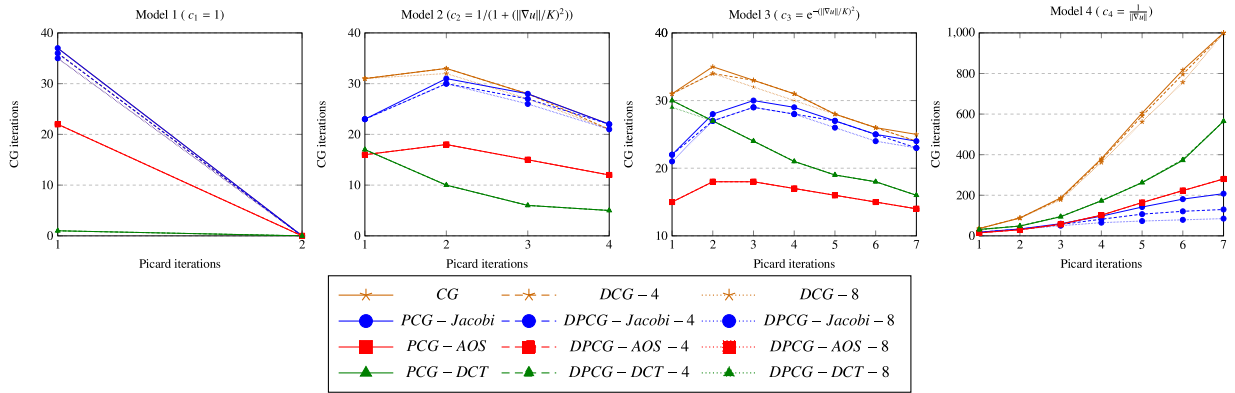 Model 1 ( c₁ = 1)
40
30
20
10
0
1
2
CG iterations
Picard iterations
Model 2 (c₂ = 1/(1 + (‖∇u‖/K)²))
40
30
20
10
0
1
2
3
4
CG iterations
Picard iterations
Model 3 ( c₃ = e^−(‖∇u‖/K)²)
40
30
20
10
1
2
3
4
5
6
7
CG iterations
Picard iterations
Model 4 ( c₄ = 1/‖∇u‖)
1,000
800
600
400
200
0
1
2
3
4
5
6
7
CG iterations
Picard iterations
CG DCG − 4 DCG − 8
PCG − Jacobi DPCG − Jacobi − 4 DPCG − Jacobi − 8
PCG − AOS DPCG − AOS − 4 DPCG − AOS − 8
PCG − DCT DPCG − DCT − 4 DPCG − DCT − 8